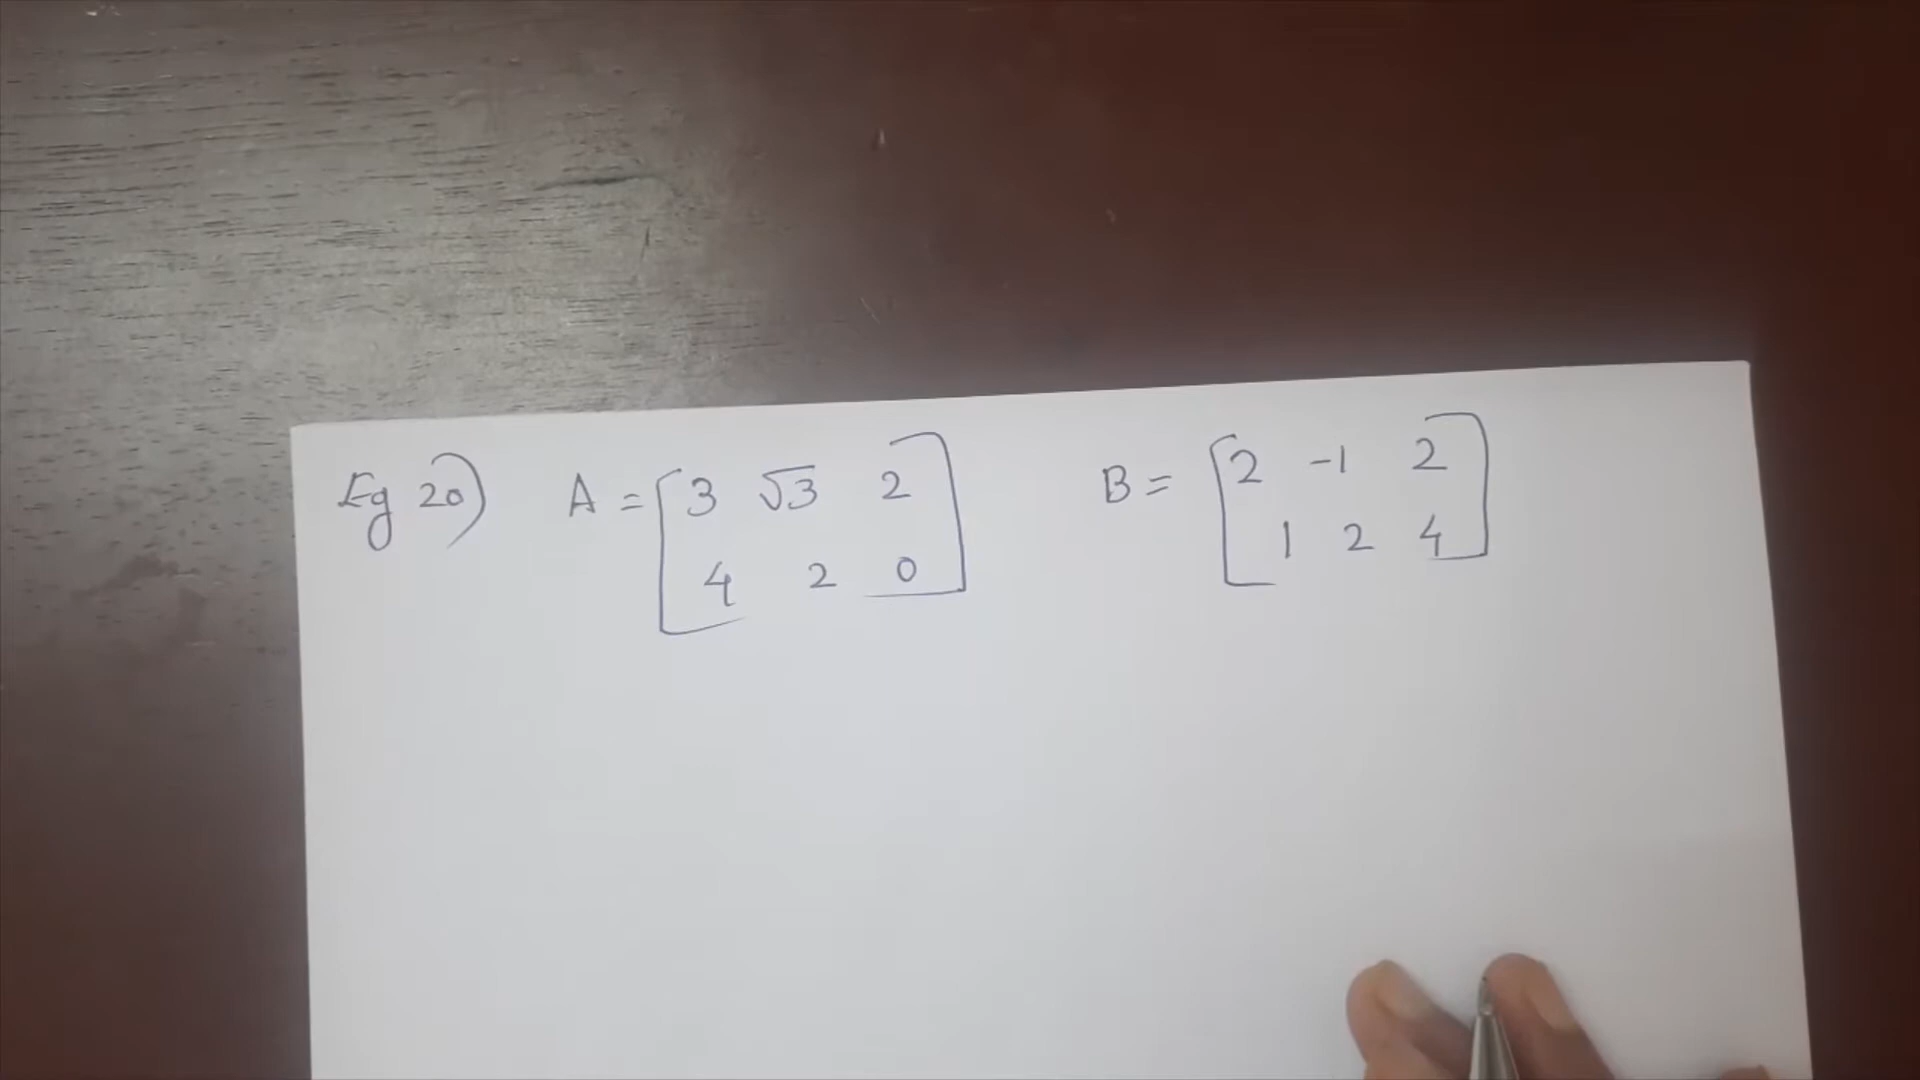 Eg 20) A = [3 √3 2 B = [2 -1 2
4 2 0] 1 2 4]